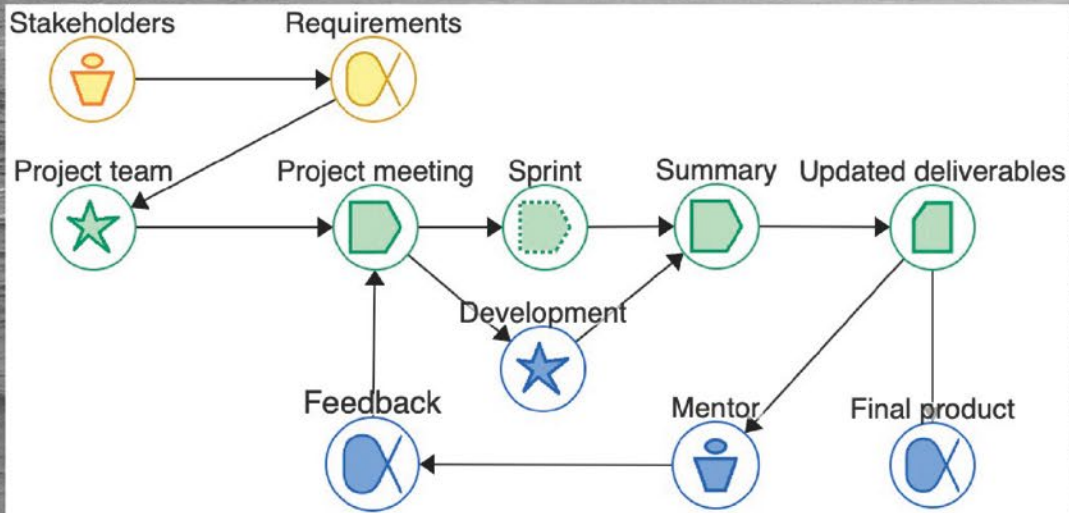 Stakeholders
Requirements
Project team
Project meeting
Sprint
Summary
Updated deliverables
Development
Feedback
Mentor
Final product